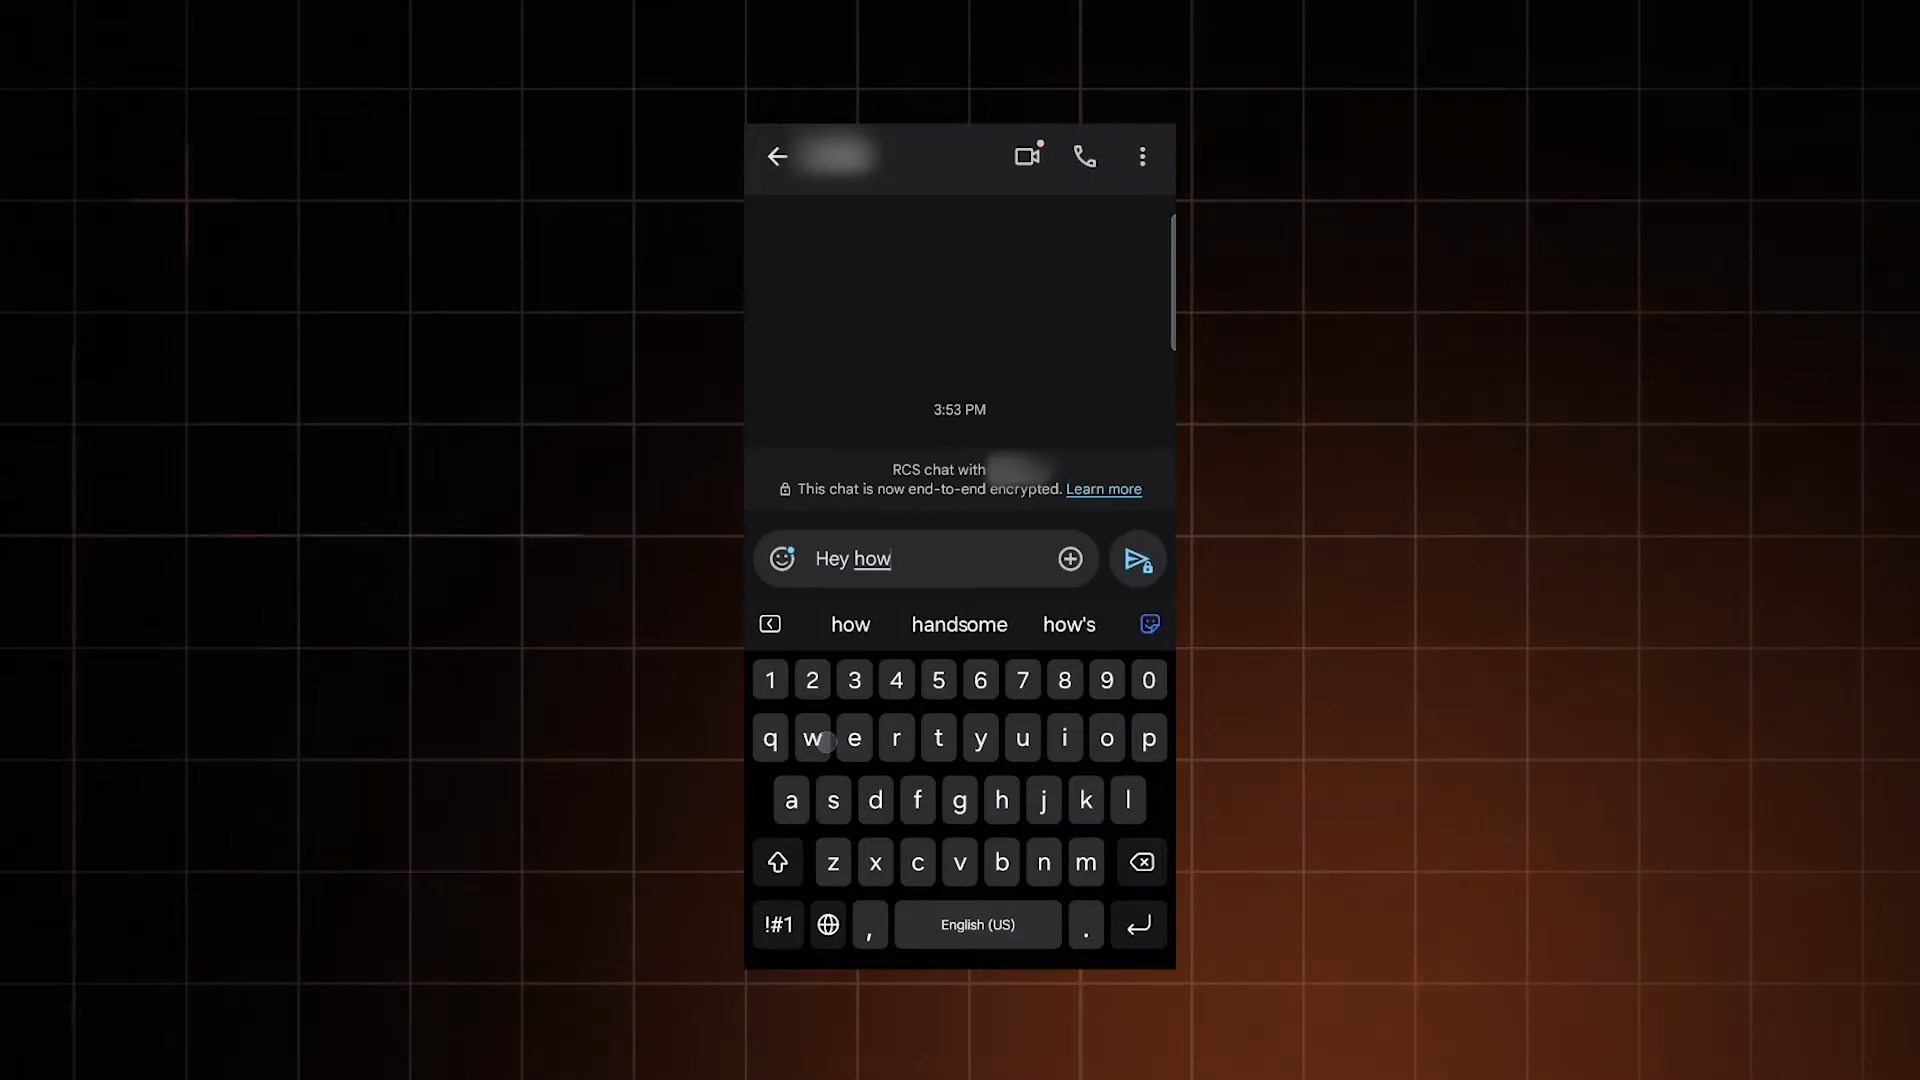 3:53 PM
RCS chat with
This chat is now end-to-end encrypted. Learn more
Hey how
how handsome how's
1 2 3 4 5 6 7 8 9 0
q w e r t y u i o p
a s d f g h j k l
z x c v b n m
!#1 , English (US) .